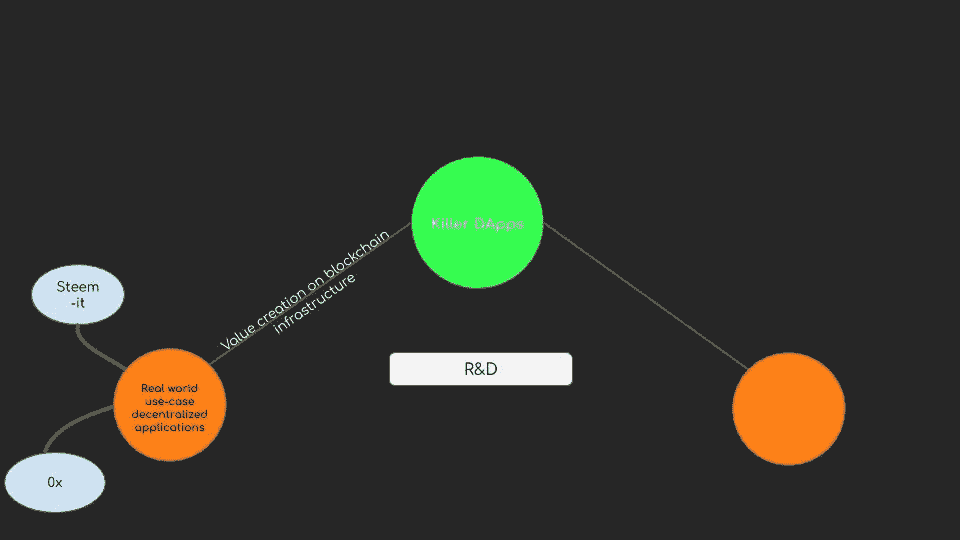 Killer DApps
Value creation on blockchain
infrastructure
Steem
-it
R&D
Real world
use-case
decentralized
applications
0x